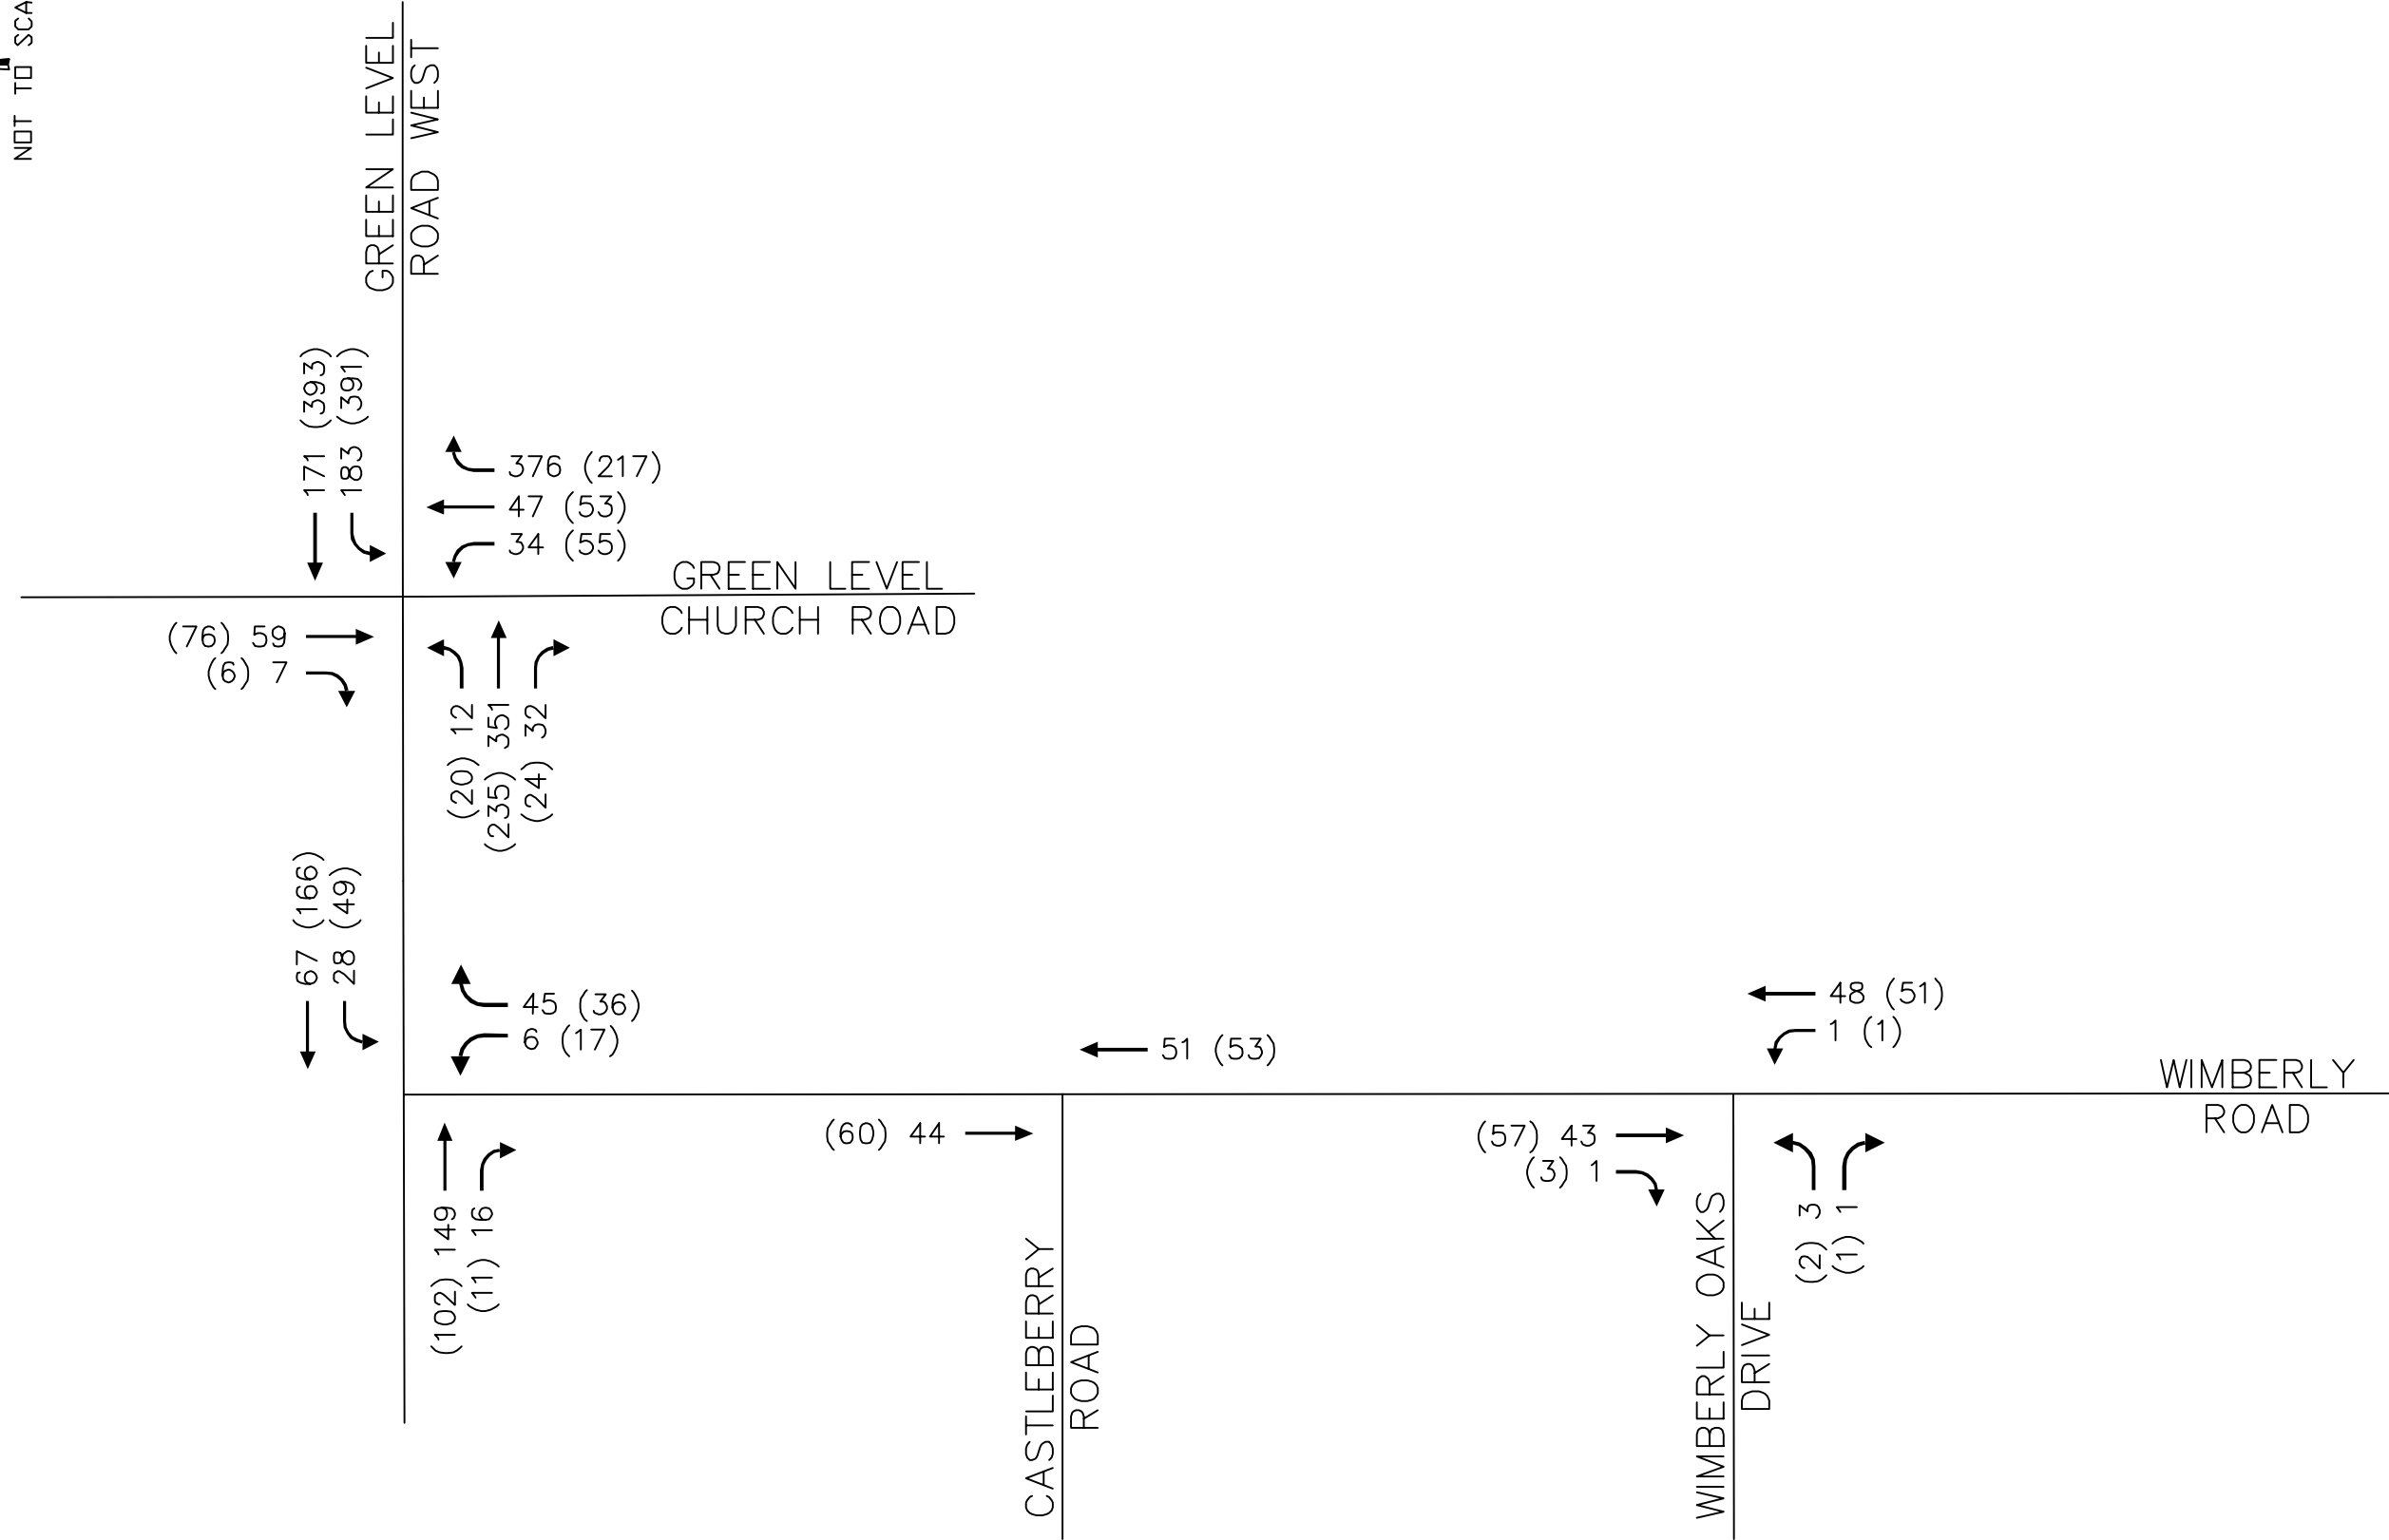 NOT TO SCA
GREEN LEVEL
ROAD WEST
171 (393)
183 (391)
376 (217)
47 (53)
34 (55)
GREEN LEVEL
CHURCH ROAD
(76) 59
(6) 7
(20) 12
(235) 351
(24) 32
67 (166)
28 (49)
45 (36)
6 (17)
51 (53)
48 (51)
1 (1)
WIMBERLY
ROAD
(60) 44
(57) 43
(3) 1
(102) 149
(11) 16
(2) 3
(1) 1
CASTLEBERRY
ROAD
WIMBERLY OAKS
DRIVE